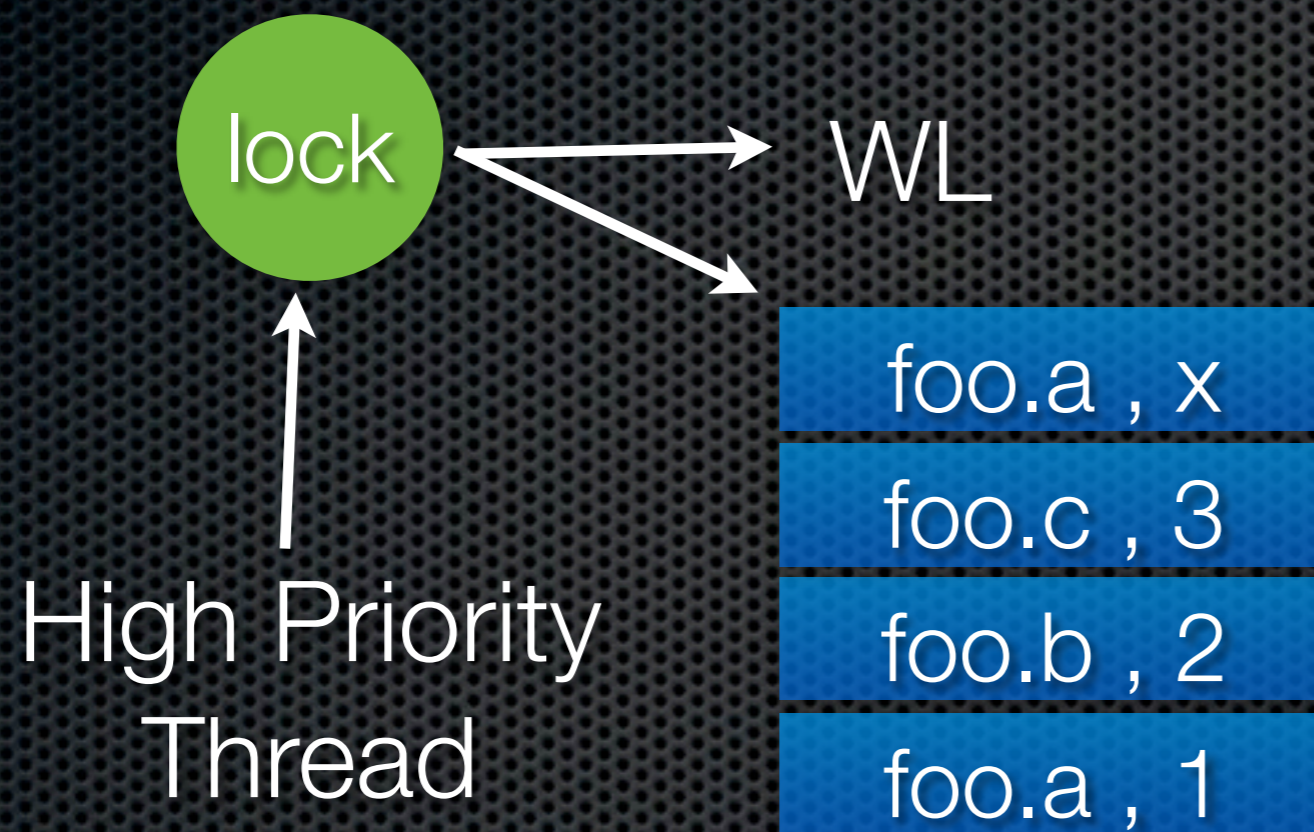 lock
WL
foo.a , x
foo.c , 3
foo.b , 2
foo.a , 1
High Priority
Thread